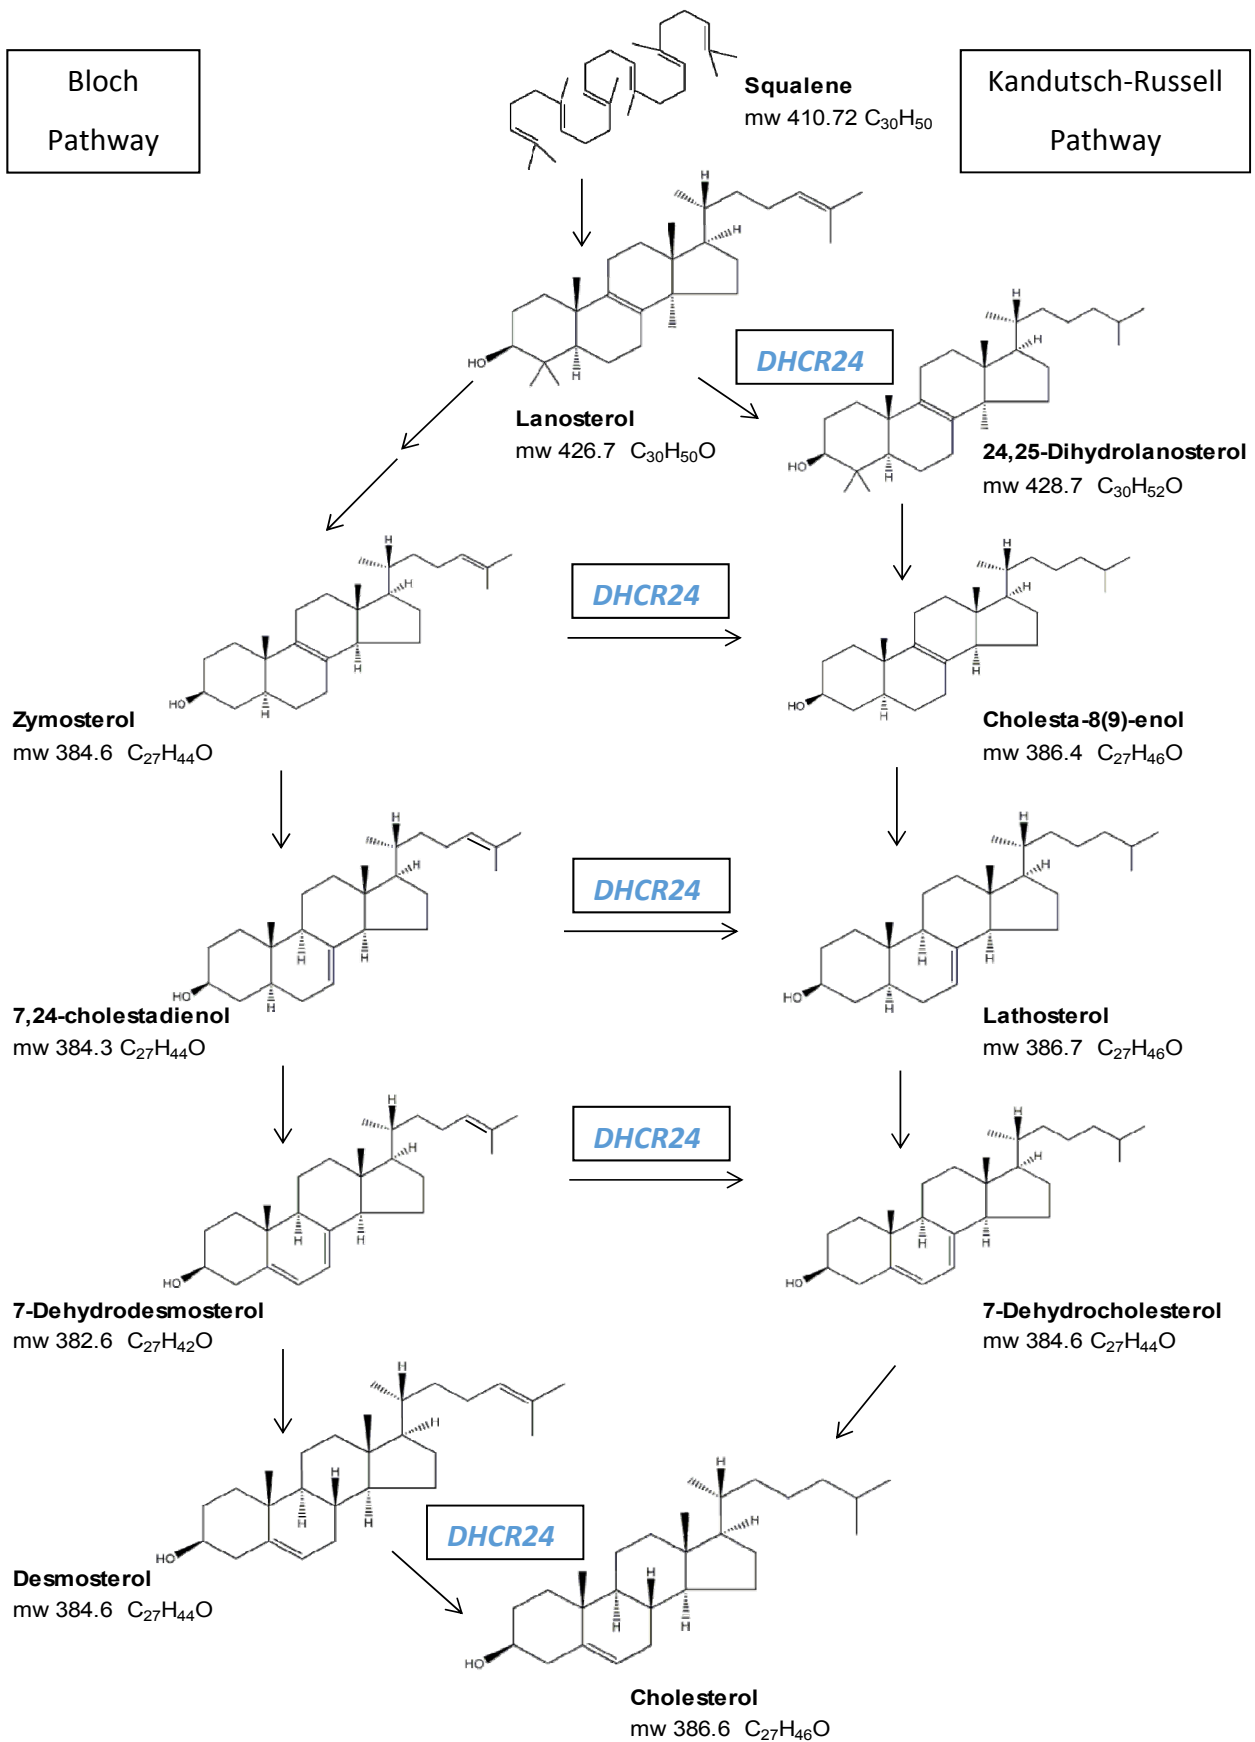 Bloch
Pathway
Squalene
mw 410.72 C₃₀H₅₀
Kandutsch-Russell
Pathway
H
H
HO
H
Lanosterol
mw 426.7 C₃₀H₅₀O
DHCR24
H
H
HO
H
24,25-Dihydrolanosterol
mw 428.7 C₃₀H₅₂O
H
H
H
HO
H
Zymosterol
mw 384.6 C₂₇H₄₄O
DHCR24
H
H
H
HO
H
Cholesta-8(9)-enol
mw 386.4 C₂₇H₄₆O
H
H
H
H
HO
H
7,24-cholestadienol
mw 384.3 C₂₇H₄₄O
DHCR24
H
H
H
H
HO
H
Lathosterol
mw 386.7 C₂₇H₄₆O
H
H
H
H
HO
7-Dehydrodesmosterol
mw 382.6 C₂₇H₄₂O
DHCR24
H
H
H
H
HO
7-Dehydrocholesterol
mw 384.6 C₂₇H₄₄O
H
H
H
H
H
HO
Desmosterol
mw 384.6 C₂₇H₄₄O
DHCR24
H
H
H
H
H
HO
Cholesterol
mw 386.6 C₂₇H₄₆O